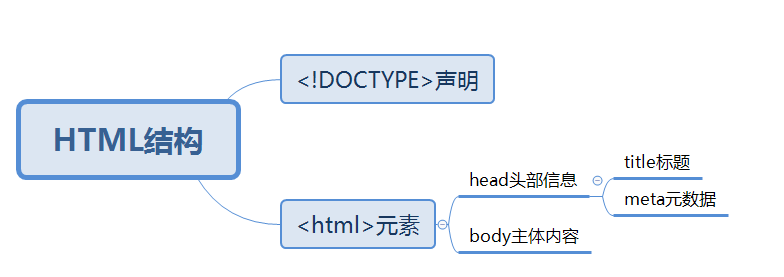 HTML结构
<!DOCTYPE>声明
<html>元素
head头部信息
title标题
meta元数据
body主体内容